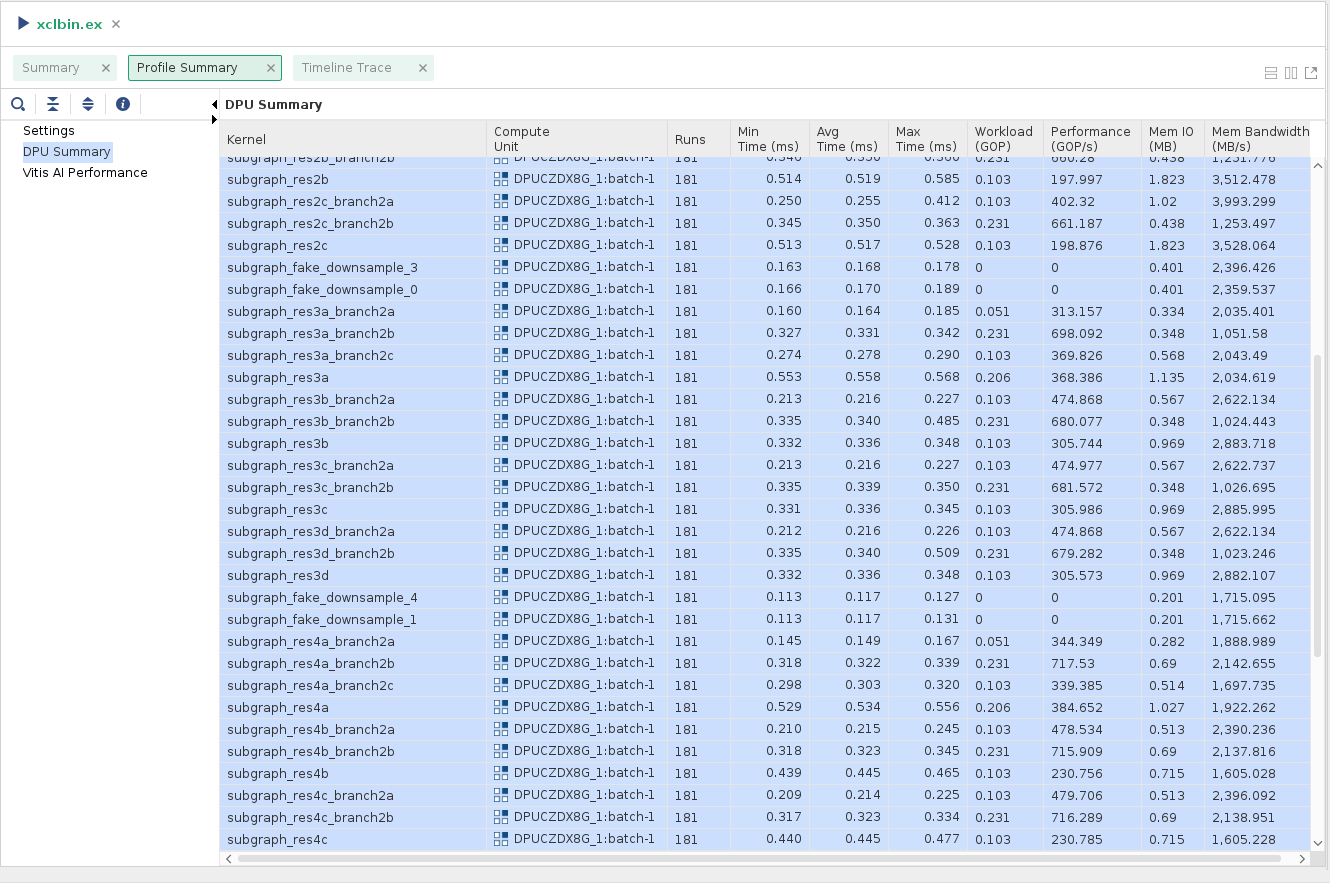 xclbin.ex
Summary Profile Summary Timeline Trace
DPU Summary
Settings
DPU Summary
Vitis AI Performance
Kernel Compute Unit Runs Min Time (ms) Avg Time (ms) Max Time (ms) Workload (GOP) Performance (GOP/s) Mem IO (MB) Mem Bandwidth (MB/s)
subgraph_res2b_branch2b DPUCZDX8G_1:batch-1 181 0.340 0.350 0.360 0.231 660.28 0.438 1,251.776
subgraph_res2b DPUCZDX8G_1:batch-1 181 0.514 0.519 0.585 0.103 197.997 1.823 3,512.478
subgraph_res2c_branch2a DPUCZDX8G_1:batch-1 181 0.250 0.255 0.412 0.103 402.32 1.02 3,993.299
subgraph_res2c_branch2b DPUCZDX8G_1:batch-1 181 0.345 0.350 0.363 0.231 661.187 0.438 1,253.497
subgraph_res2c DPUCZDX8G_1:batch-1 181 0.513 0.517 0.528 0.103 198.876 1.823 3,528.064
subgraph_fake_downsample_3 DPUCZDX8G_1:batch-1 181 0.163 0.168 0.178 0 0 0.401 2,396.426
subgraph_fake_downsample_0 DPUCZDX8G_1:batch-1 181 0.166 0.170 0.189 0 0 0.401 2,359.537
subgraph_res3a_branch2a DPUCZDX8G_1:batch-1 181 0.160 0.164 0.185 0.051 313.157 0.334 2,035.401
subgraph_res3a_branch2b DPUCZDX8G_1:batch-1 181 0.327 0.331 0.342 0.231 698.092 0.348 1,051.58
subgraph_res3a_branch2c DPUCZDX8G_1:batch-1 181 0.274 0.278 0.290 0.103 369.826 0.568 2,043.49
subgraph_res3a DPUCZDX8G_1:batch-1 181 0.553 0.558 0.568 0.206 368.386 1.135 2,034.619
subgraph_res3b_branch2a DPUCZDX8G_1:batch-1 181 0.213 0.216 0.227 0.103 474.868 0.567 2,622.134
subgraph_res3b_branch2b DPUCZDX8G_1:batch-1 181 0.335 0.340 0.485 0.231 680.077 0.348 1,024.443
subgraph_res3b DPUCZDX8G_1:batch-1 181 0.332 0.336 0.348 0.103 305.744 0.969 2,883.718
subgraph_res3c_branch2a DPUCZDX8G_1:batch-1 181 0.213 0.216 0.227 0.103 474.977 0.567 2,622.737
subgraph_res3c_branch2b DPUCZDX8G_1:batch-1 181 0.335 0.339 0.350 0.231 681.572 0.348 1,026.695
subgraph_res3c DPUCZDX8G_1:batch-1 181 0.331 0.336 0.345 0.103 305.986 0.969 2,885.995
subgraph_res3d_branch2a DPUCZDX8G_1:batch-1 181 0.212 0.216 0.226 0.103 474.868 0.567 2,622.134
subgraph_res3d_branch2b DPUCZDX8G_1:batch-1 181 0.335 0.340 0.509 0.231 679.282 0.348 1,023.246
subgraph_res3d DPUCZDX8G_1:batch-1 181 0.332 0.336 0.348 0.103 305.573 0.969 2,882.107
subgraph_fake_downsample_4 DPUCZDX8G_1:batch-1 181 0.113 0.117 0.127 0 0 0.201 1,715.095
subgraph_fake_downsample_1 DPUCZDX8G_1:batch-1 181 0.113 0.117 0.131 0 0 0.201 1,715.662
subgraph_res4a_branch2a DPUCZDX8G_1:batch-1 181 0.145 0.149 0.167 0.051 344.349 0.282 1,888.989
subgraph_res4a_branch2b DPUCZDX8G_1:batch-1 181 0.318 0.322 0.339 0.231 717.53 0.69 2,142.655
subgraph_res4a_branch2c DPUCZDX8G_1:batch-1 181 0.298 0.303 0.320 0.103 339.385 0.514 1,697.735
subgraph_res4a DPUCZDX8G_1:batch-1 181 0.529 0.534 0.556 0.206 384.652 1.027 1,922.262
subgraph_res4b_branch2a DPUCZDX8G_1:batch-1 181 0.210 0.215 0.245 0.103 478.534 0.513 2,390.236
subgraph_res4b_branch2b DPUCZDX8G_1:batch-1 181 0.318 0.323 0.345 0.231 715.909 0.69 2,137.816
subgraph_res4b DPUCZDX8G_1:batch-1 181 0.439 0.445 0.465 0.103 230.756 0.715 1,605.028
subgraph_res4c_branch2a DPUCZDX8G_1:batch-1 181 0.209 0.214 0.225 0.103 479.706 0.513 2,396.092
subgraph_res4c_branch2b DPUCZDX8G_1:batch-1 181 0.317 0.323 0.334 0.231 716.289 0.69 2,138.951
subgraph_res4c DPUCZDX8G_1:batch-1 181 0.440 0.445 0.477 0.103 230.785 0.715 1,605.228